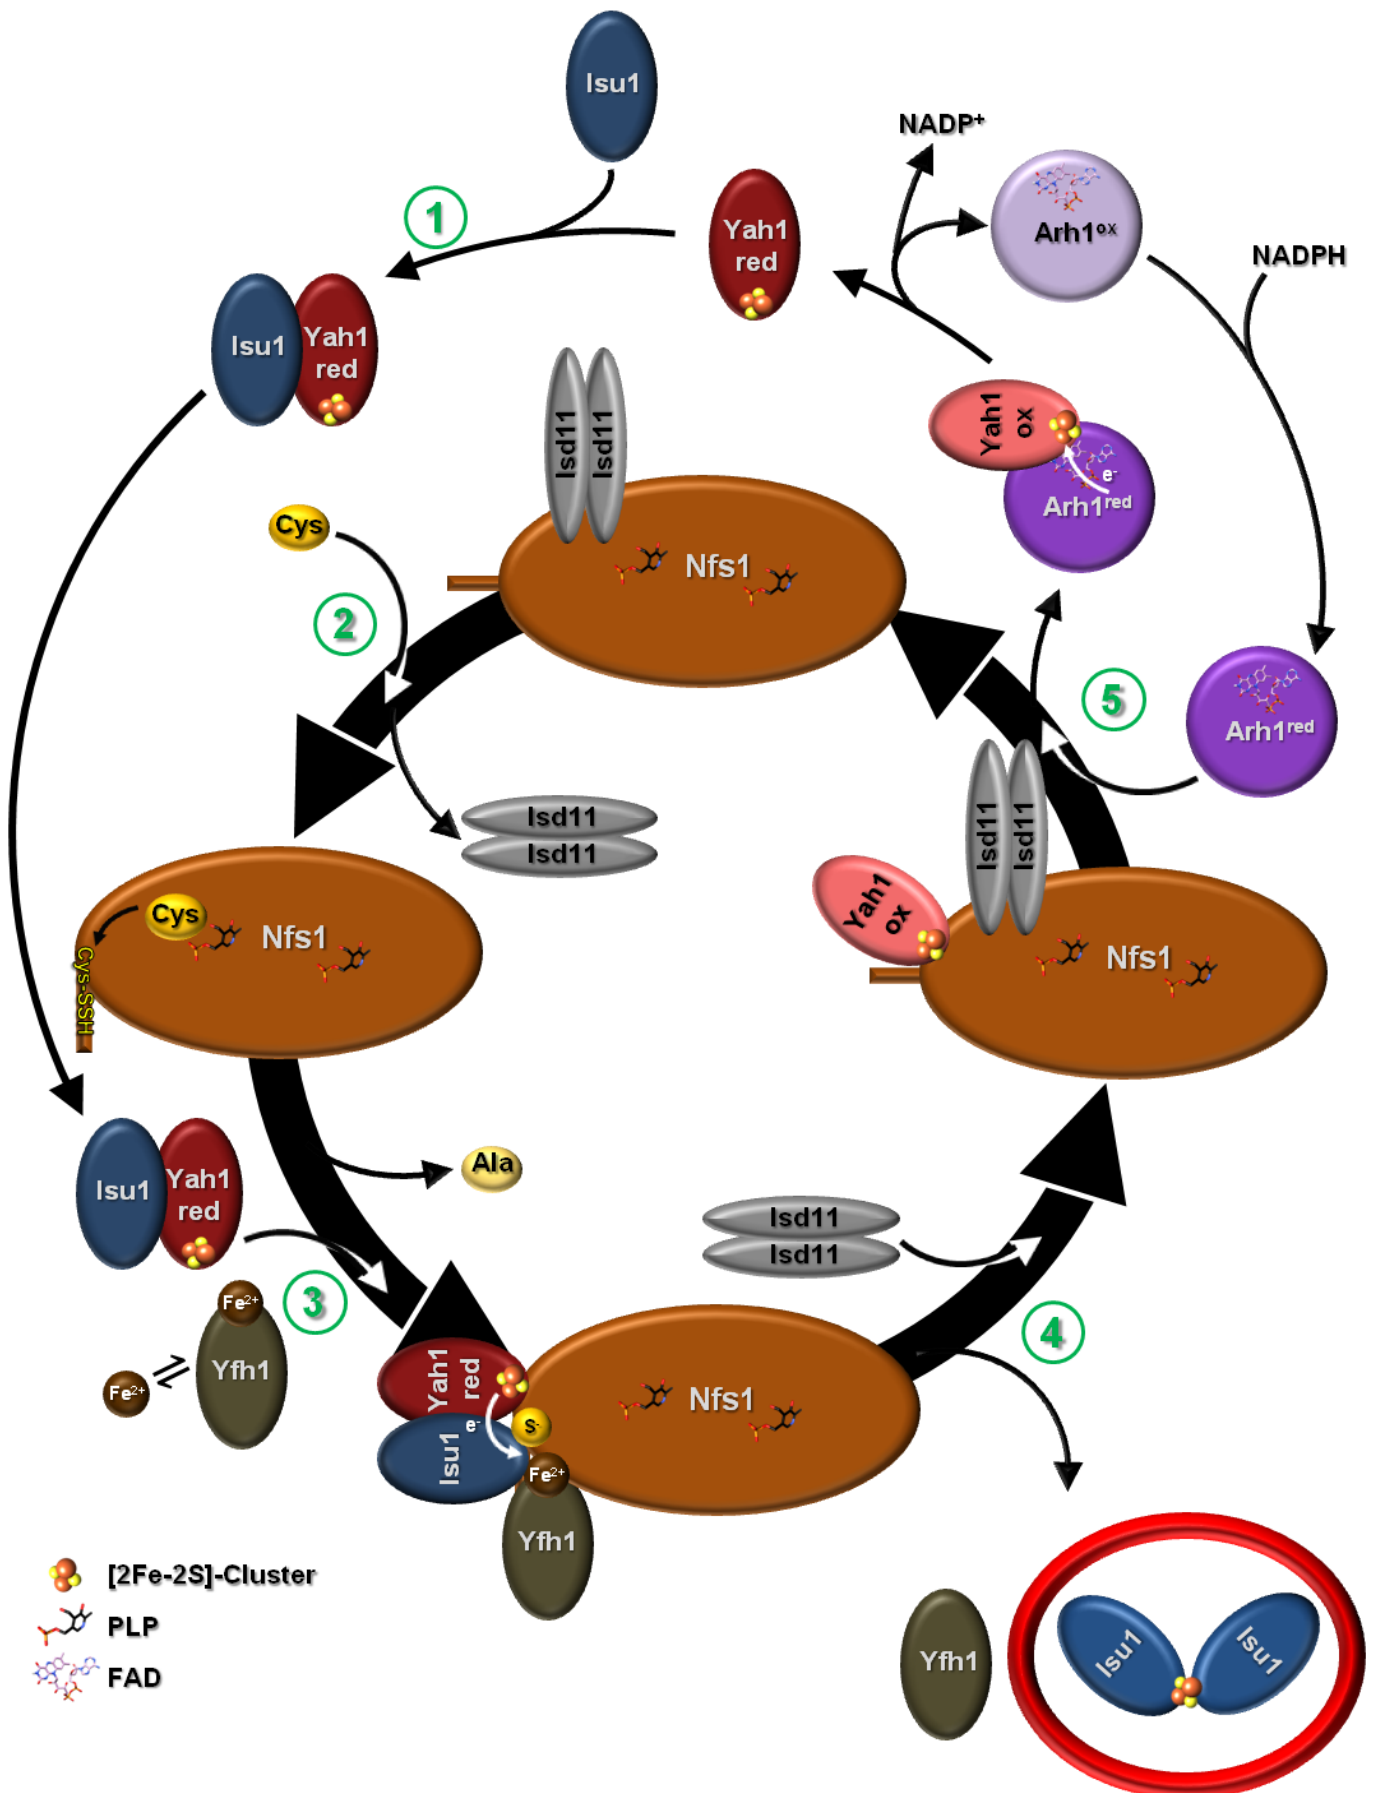 Isu1
NADP⁺
Arh1ᵒˣ
NADPH
1
Yah1
red
Isu1
Yah1
red
Isd11
Isd11
Yah1
ox
e⁻
Arh1ʳᵉᵈ
Cys
Nfs1
2
5
Arh1ʳᵉᵈ
Isd11
Isd11
Isd11
Isd11
Yah1
ox
Cys
Nfs1
Cys-SSH
Nfs1
Isu1
Yah1
red
Ala
Isd11
Isd11
3
Fe²⁺
Yfh1
Fe²⁺
4
Yah1
red
e⁻
S⁻
Isu1
Fe²⁺
Nfs1
Yfh1
[2Fe-2S]-Cluster
PLP
FAD
Yfh1
Isu1
Isu1